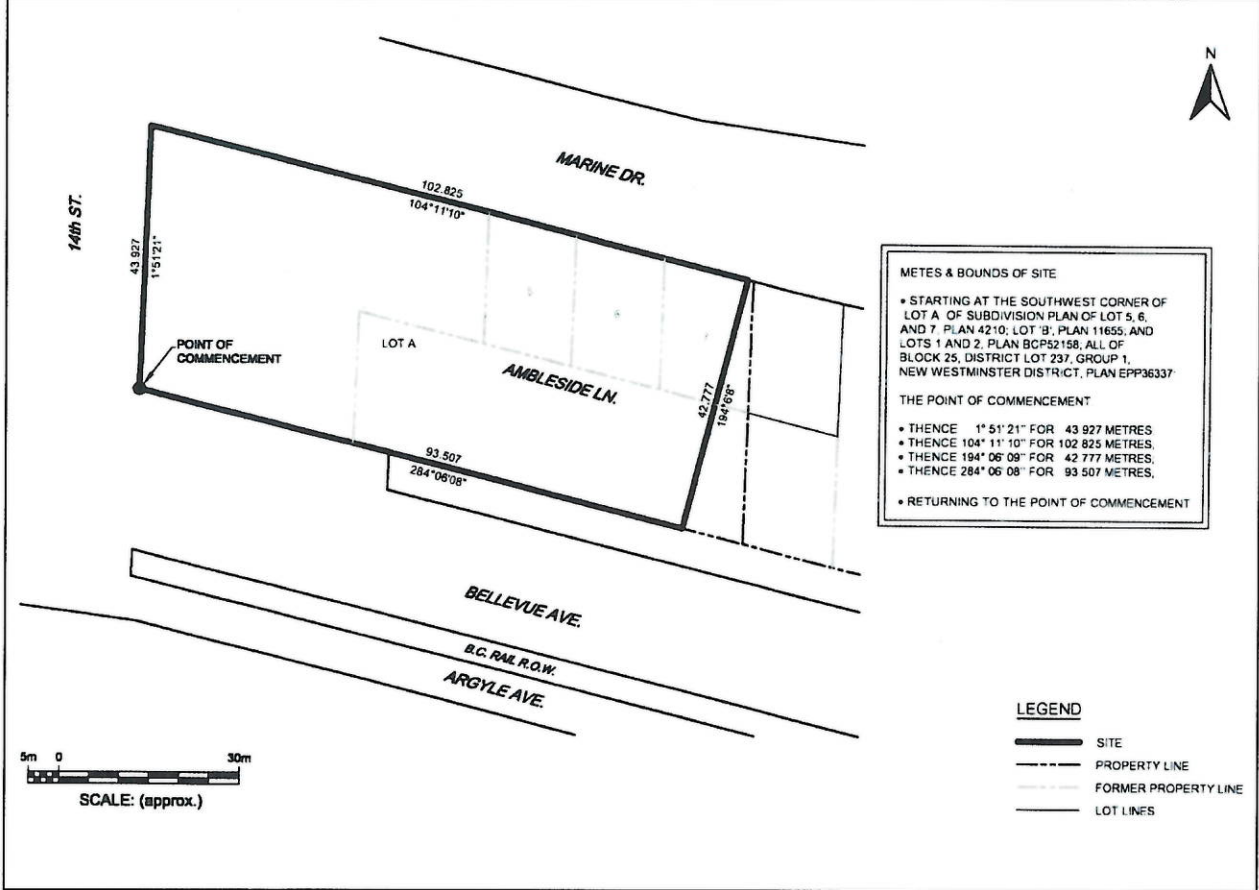 N
MARINE DR.
14th ST.
102.825
104°11'10"
43 927
1°51'21"
POINT OF
COMMENCEMENT
LOT A
AMBLESIDE LN.
42.777
194°6'8"
93.507
284°06'08"
BELLEVUE AVE.
B.C. RAIL R.O.W.
ARGYLE AVE.
METES & BOUNDS OF SITE
• STARTING AT THE SOUTHWEST CORNER OF
LOT A OF SUBDIVISION PLAN OF LOT 5, 6,
AND 7, PLAN 4210; LOT 'B', PLAN 11655; AND
LOTS 1 AND 2, PLAN BCP52158, ALL OF
BLOCK 25, DISTRICT LOT 237, GROUP 1,
NEW WESTMINSTER DISTRICT, PLAN EPP36337
THE POINT OF COMMENCEMENT
• THENCE 1° 51' 21" FOR 43 927 METRES
• THENCE 104° 11' 10" FOR 102 825 METRES,
• THENCE 194° 06' 09" FOR 42 777 METRES,
• THENCE 284° 06' 08" FOR 93 507 METRES,
• RETURNING TO THE POINT OF COMMENCEMENT
5m 0 30m
SCALE: (approx.)
LEGEND
SITE
PROPERTY LINE
FORMER PROPERTY LINE
LOT LINES